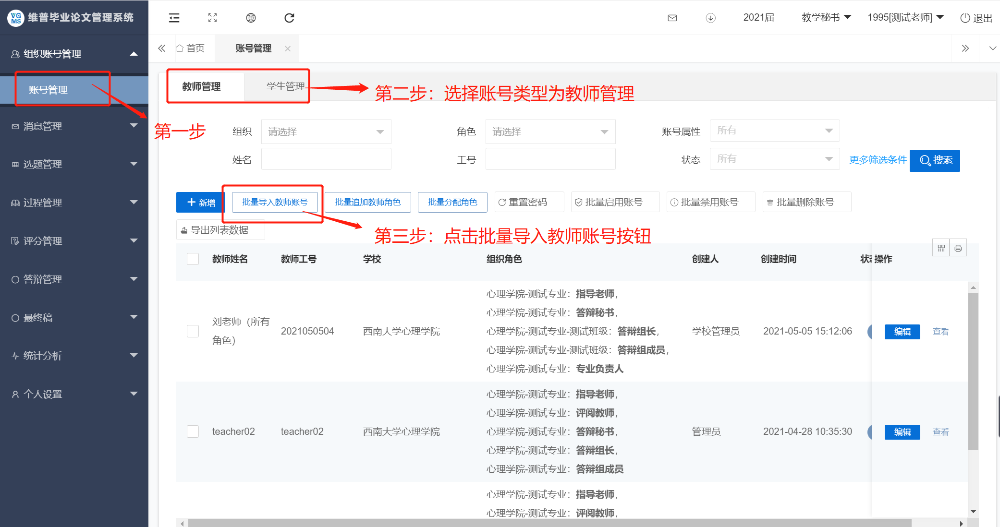 VGMS 维普毕业论文管理系统
2021届 教学秘书 1995[测试老师] 退出
首页 账号管理
组织账号管理
账号管理
消息管理
选题管理
过程管理
评分管理
答辩管理
最终稿
统计分析
个人设置
教师管理 学生管理
第二步：选择账号类型为教师管理
第一步
组织 请选择 角色 请选择 账号属性 所有
姓名 工号 状态 所有 更多筛选条件 搜索
新增 批量导入教师账号 批量追加教师角色 批量分配角色 重置密码 批量启用账号 批量禁用账号 批量删除账号
导出列表数据
第三步：点击批量导入教师账号按钮
教师姓名 教师工号 学校 组织角色 创建人 创建时间 状态 操作
刘老师（所有角色） 2021050504 西南大学心理学院
心理学院-测试专业：指导老师,
心理学院-测试专业：答辩秘书,
心理学院-测试专业-测试班级：答辩组长,
心理学院-测试专业-测试班级：答辩组成员,
心理学院-测试专业：专业负责人
学校管理员 2021-05-05 15:12:06 编辑 查看
teacher02 teacher02 西南大学心理学院
心理学院-测试专业：指导老师,
心理学院-测试专业：评阅教师,
心理学院-测试专业：答辩秘书,
心理学院-测试专业：答辩组长,
心理学院-测试专业：答辩组成员
管理员 2021-04-28 10:35:30 编辑 查看
心理学院-测试专业：指导老师,
心理学院-测试专业：评阅教师,